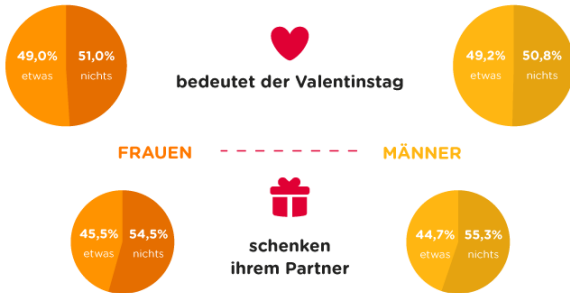 49,0%
etwas
51,0%
nichts
bedeutet der Valentinstag
49,2%
etwas
50,8%
nichts
FRAUEN
MÄNNER
45,5%
etwas
54,5%
nichts
schenken
ihrem Partner
44,7%
etwas
55,3%
nichts